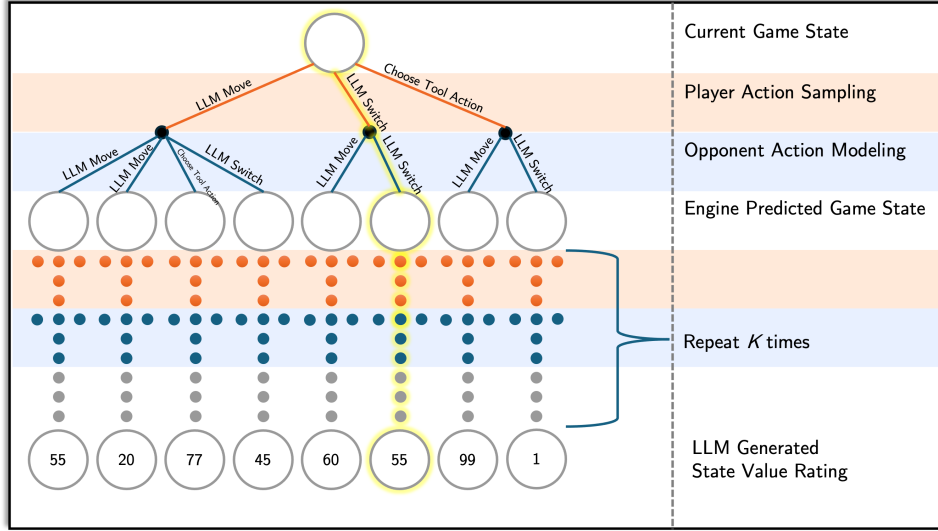 Current Game State
LLM Move
LLM Switch
Choose Tool Action
Player Action Sampling
LLM Move
LLM Move
Choose Tool Action
LLM Switch
LLM Move
LLM Switch
LLM Move
LLM Switch
Opponent Action Modeling
Engine Predicted Game State
Repeat K times
55 20 77 45 60 55 99 1
LLM Generated
State Value Rating